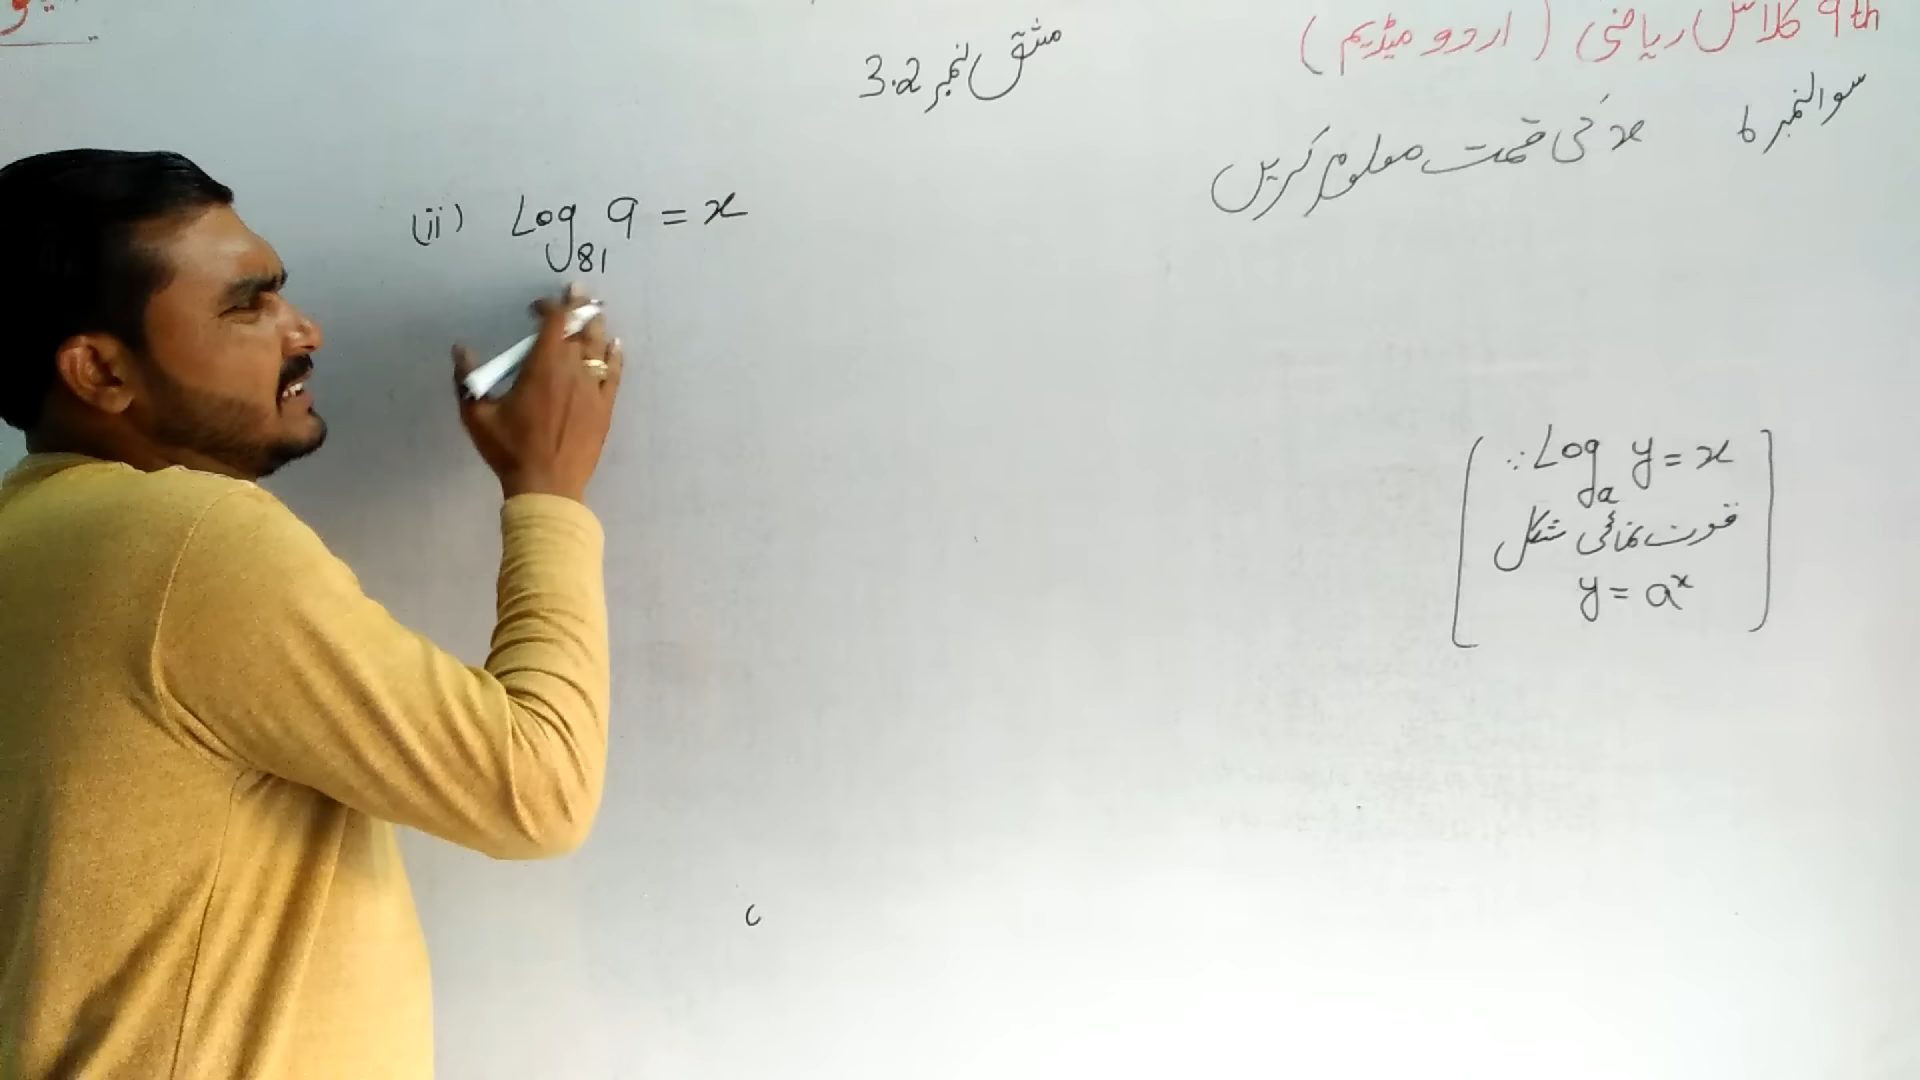 9th کلاس ریاضی ( اردو میڈیم )
مشق نمبر 3.2
سوال نمبر 6
x کی قیمت معلوم کریں
(ii) Log₈₁ 9 = x
∵ Logₐ y = x
قوت نمائی شکل
y = aˣ